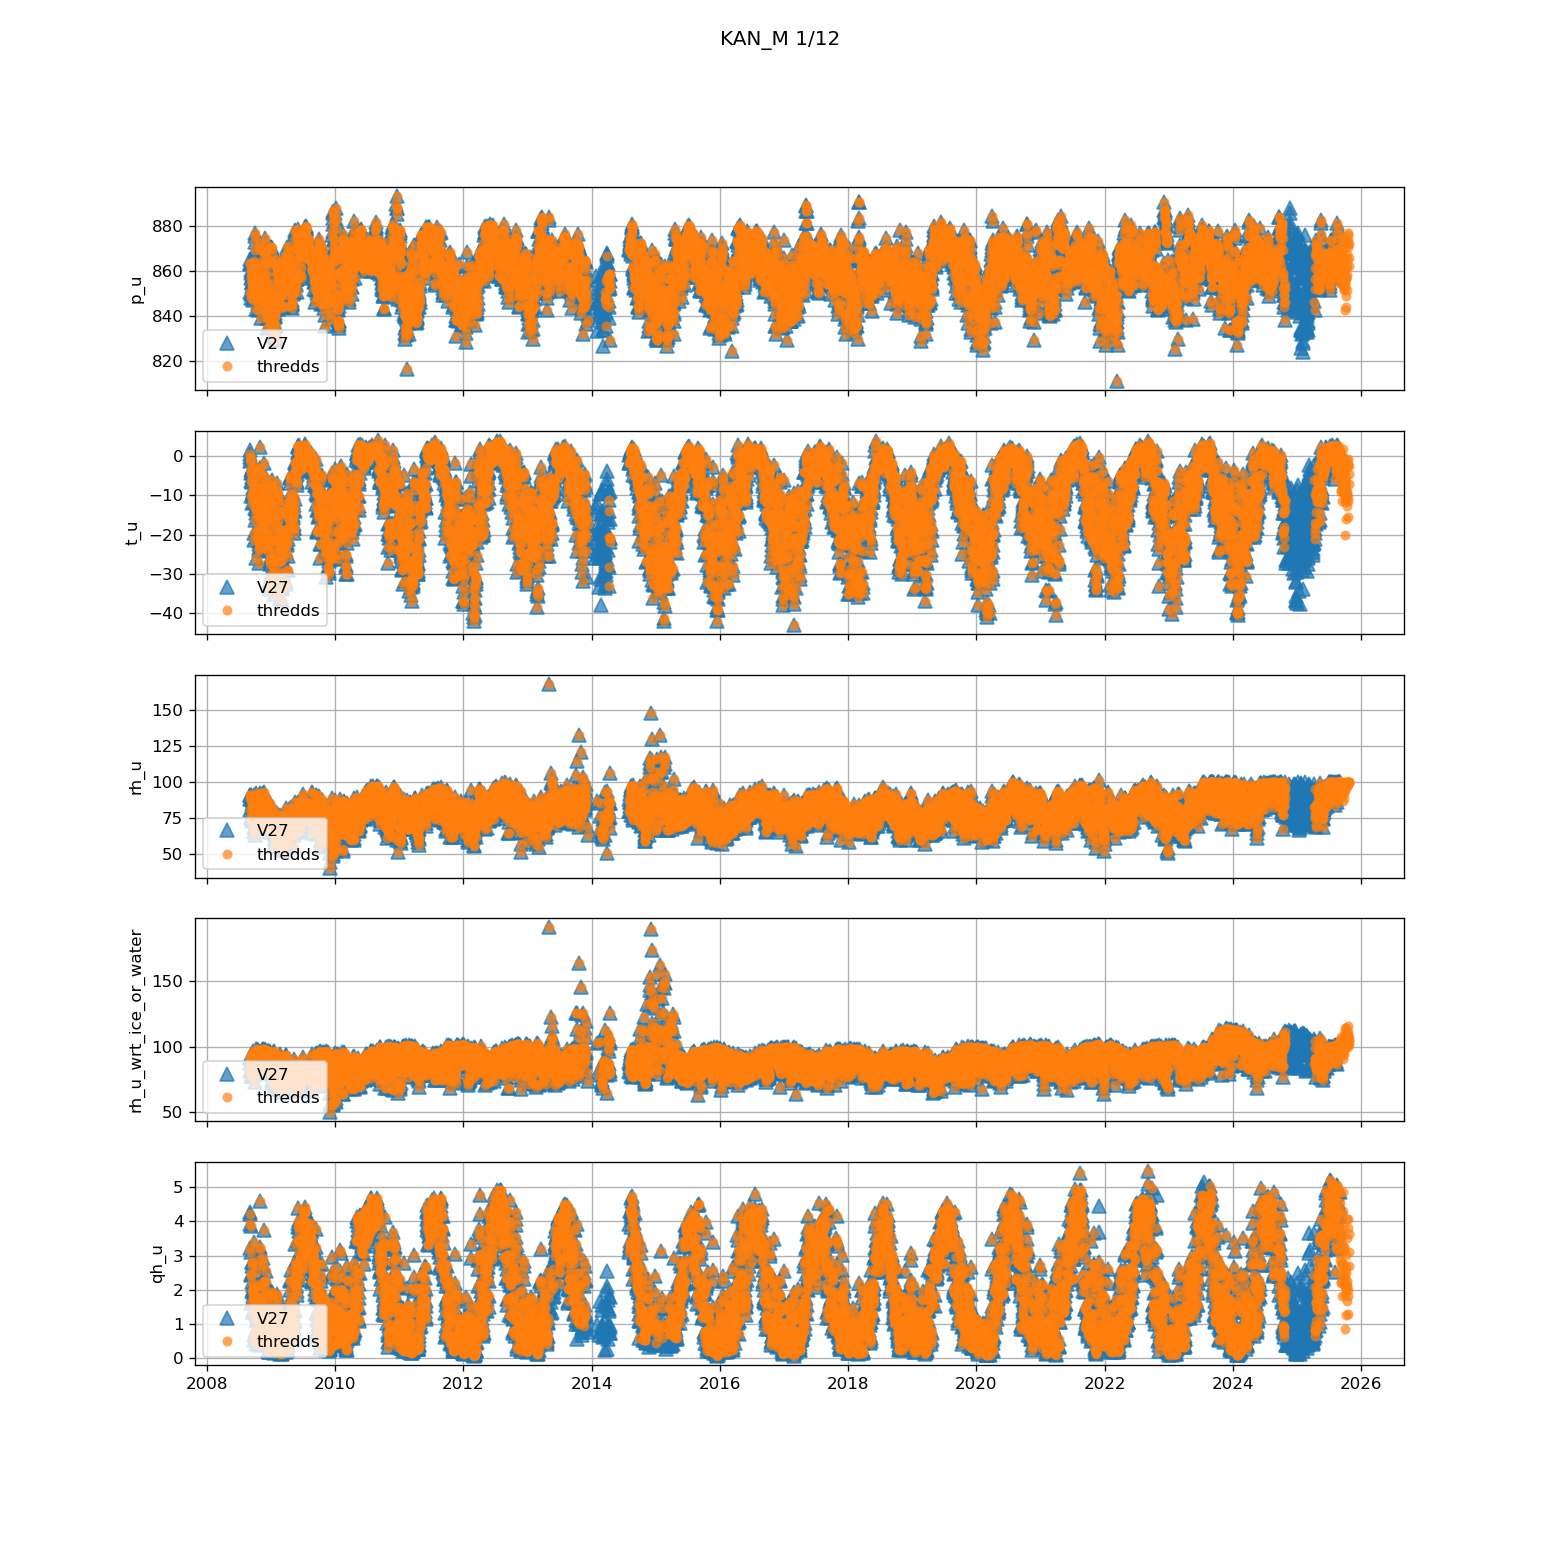 KAN_M 1/12
p_u
880
860
840
820
V27
thredds
t_u
0
−10
−20
−30
−40
V27
thredds
rh_u
150
125
100
75
50
V27
thredds
rh_u_wrt_ice_or_water
150
100
50
V27
thredds
qh_u
5
4
3
2
1
0
V27
thredds
2008 2010 2012 2014 2016 2018 2020 2022 2024 2026